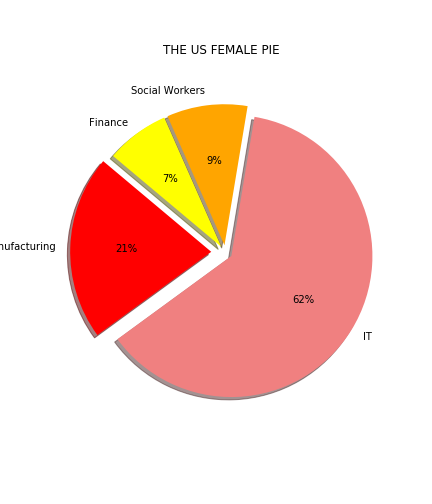 THE US FEMALE PIE
Social Workers
Finance
9%
7%
nufacturing
21%
62%
IT